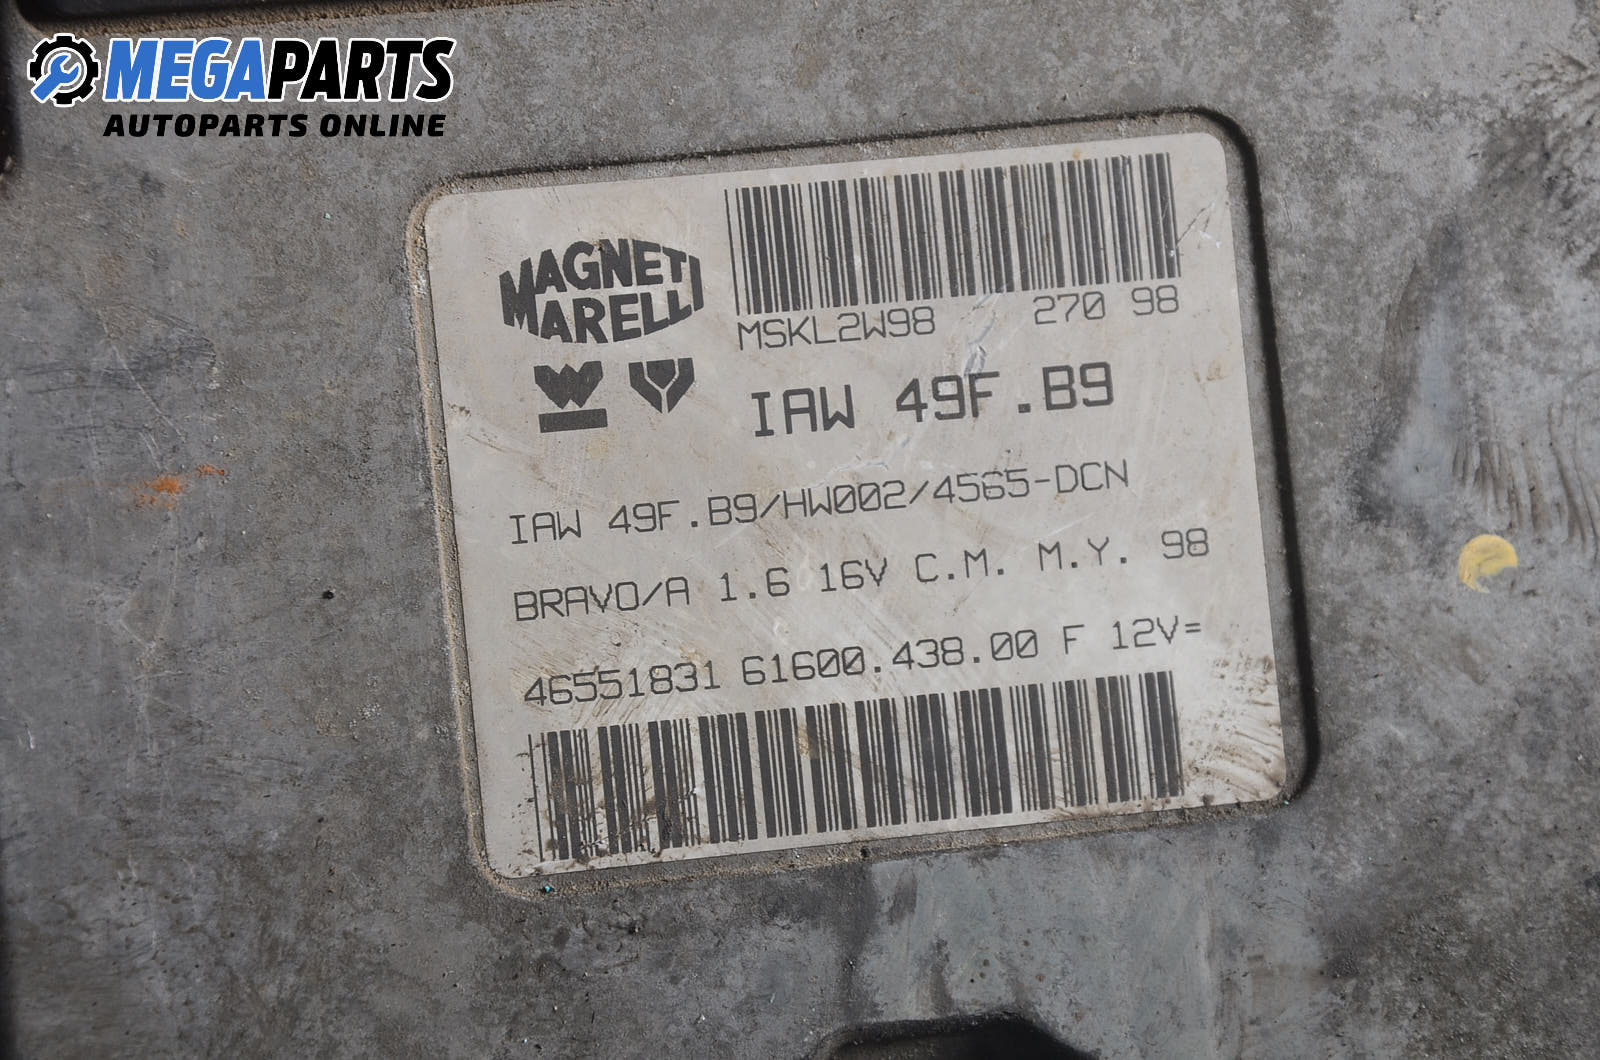 MEGAPARTS
AUTOPARTS ONLINE
MAGNETI
MARELLI
MSKL2W98 270 98
IAW 49F.B9
IAW 49F.B9/HW002/4565-DCN
BRAVO/A 1.6 16V C.M. M.Y. 98
46551831 61600.438.00 F 12V=